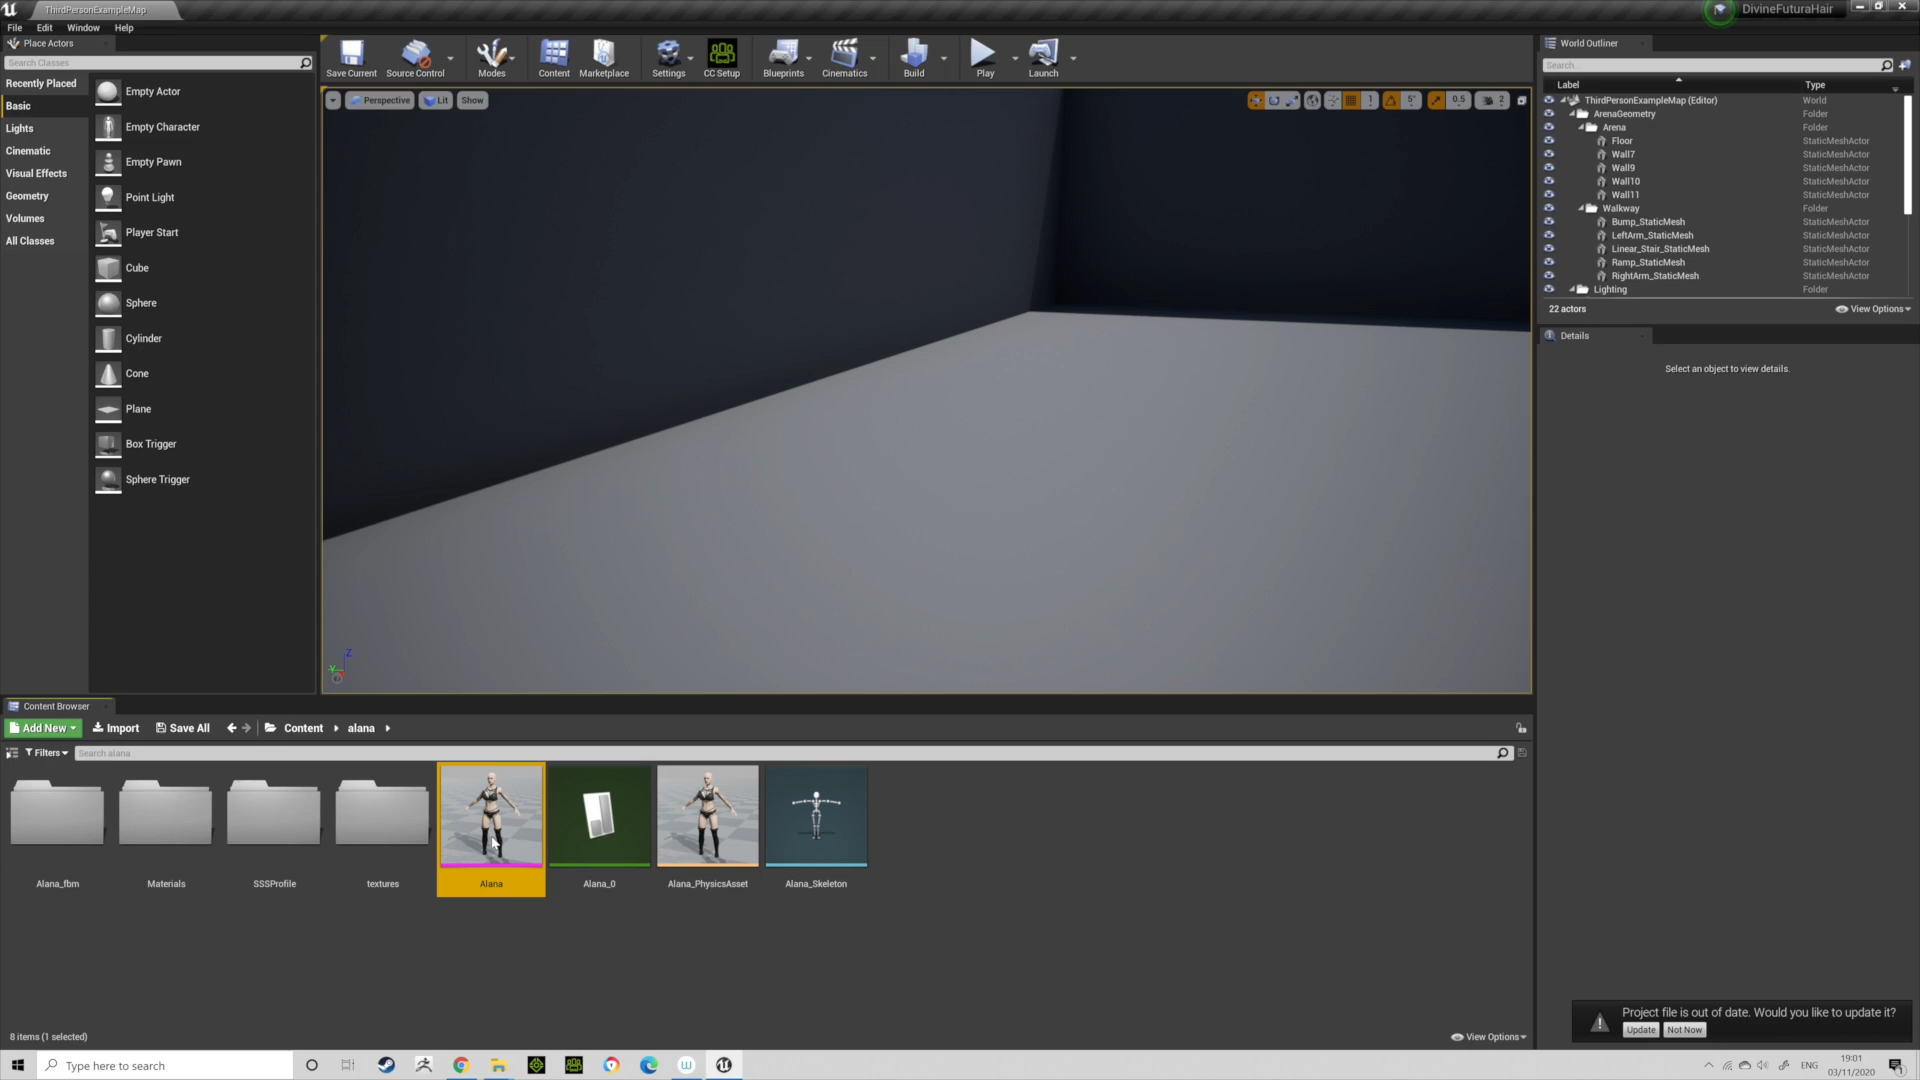 ThirdPersonExampleMap
DivineFuturaHair
File Edit Window Help
Place Actors
Search Classes
Recently Placed
Basic
Lights
Cinematic
Visual Effects
Geometry
Volumes
All Classes
Empty Actor
Empty Character
Empty Pawn
Point Light
Player Start
Cube
Sphere
Cylinder
Cone
Plane
Box Trigger
Sphere Trigger
Save Current Source Control Modes Content Marketplace Settings CC Setup Blueprints Cinematics Build Play Launch
Perspective Lit Show
1 5° 0.5 2
Z
Y
World Outliner
Search...
Label Type
ThirdPersonExampleMap (Editor) World
ArenaGeometry Folder
Arena Folder
Floor StaticMeshActor
Wall7 StaticMeshActor
Wall9 StaticMeshActor
Wall10 StaticMeshActor
Wall11 StaticMeshActor
Walkway Folder
Bump_StaticMesh StaticMeshActor
LeftArm_StaticMesh StaticMeshActor
Linear_Stair_StaticMesh StaticMeshActor
Ramp_StaticMesh StaticMeshActor
RightArm_StaticMesh StaticMeshActor
Lighting Folder
22 actors View Options
Details
Select an object to view details.
Content Browser
Add New Import Save All Content alana
Filters Search alana
Alana_fbm Materials SSSProfile textures Alana Alana_0 Alana_PhysicsAsset Alana_Skeleton
8 items (1 selected) View Options
Project file is out of date. Would you like to update it?
Update Not Now
Type here to search
ENG
19:01
03/11/2020